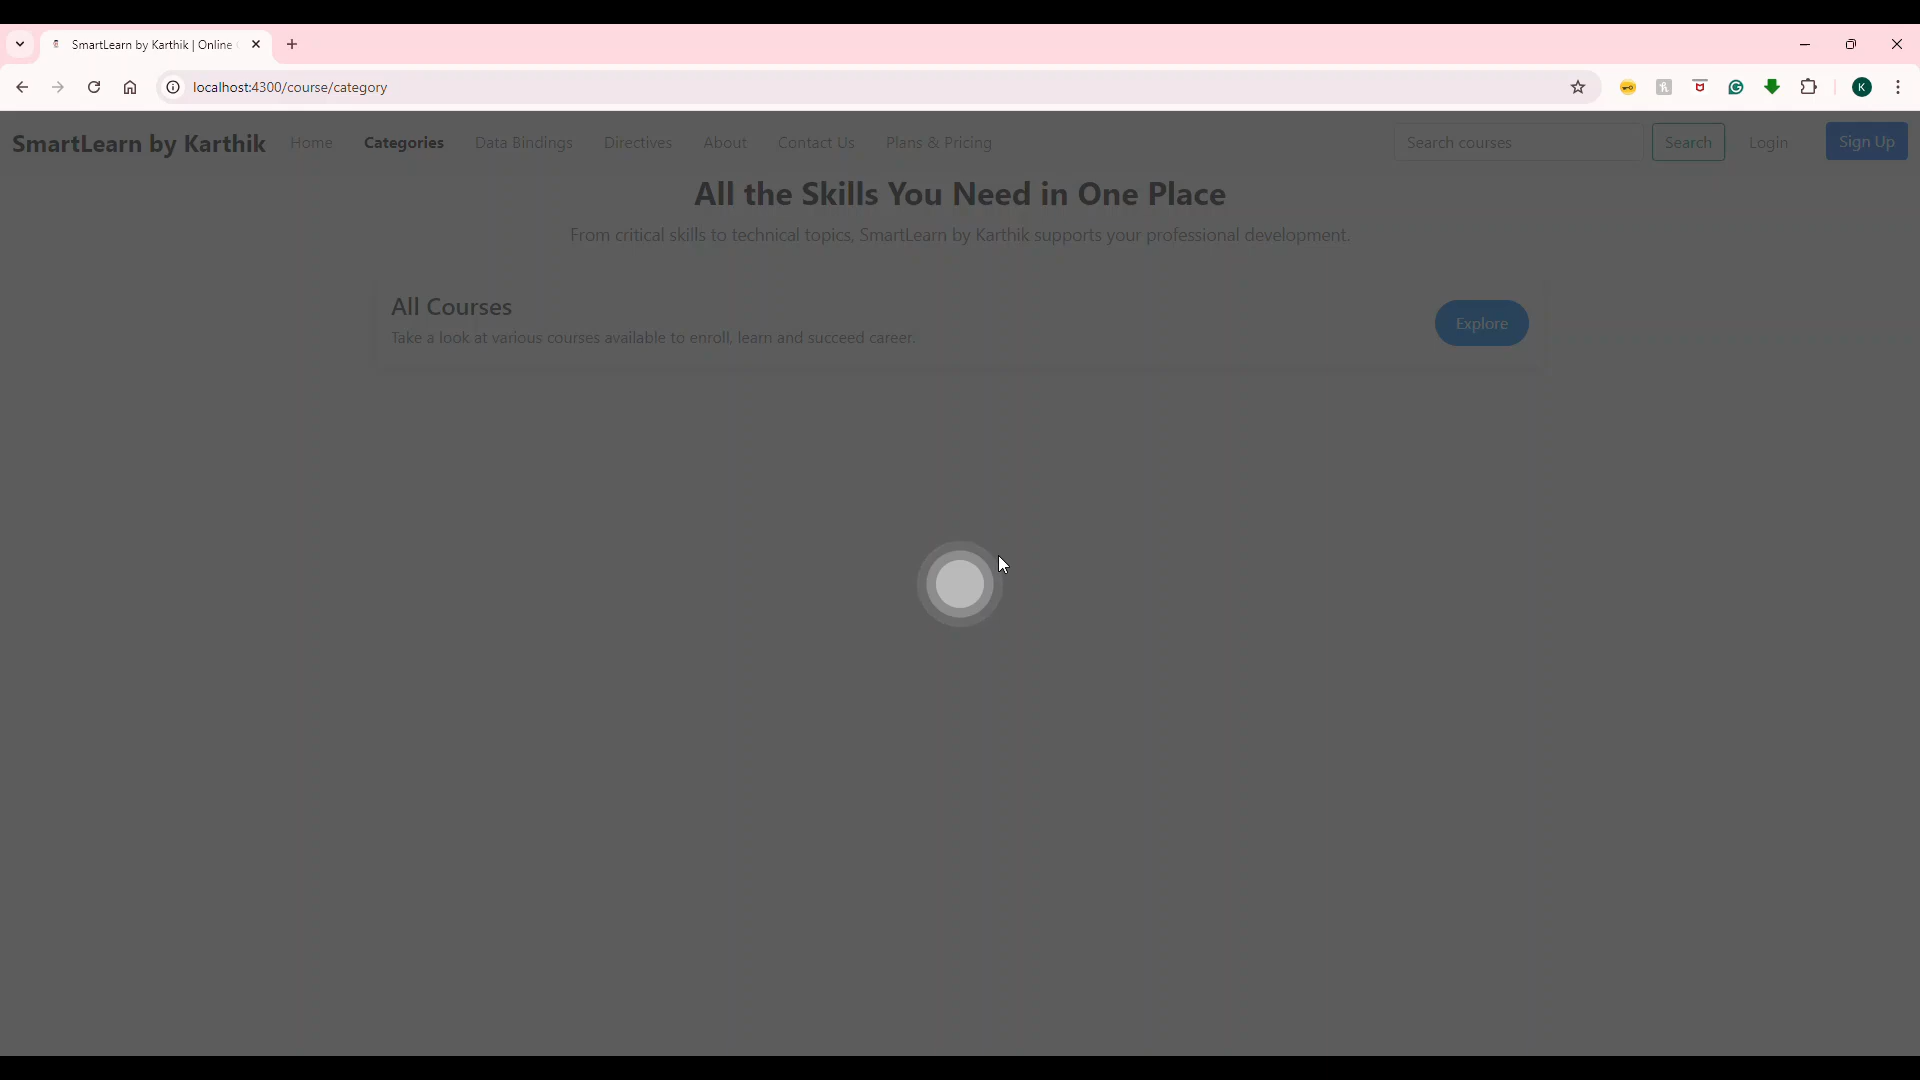 SmartLearn by Karthik | Online
localhost:4300/course/category
K
SmartLearn by Karthik Home Categories Data Bindings Directives About Contact Us Plans & Pricing Search courses Search Login Sign Up
All the Skills You Need in One Place
From critical skills to technical topics, SmartLearn by Karthik supports your professional development.
All Courses
Take a look at various courses available to enroll, learn and succeed career.
Explore